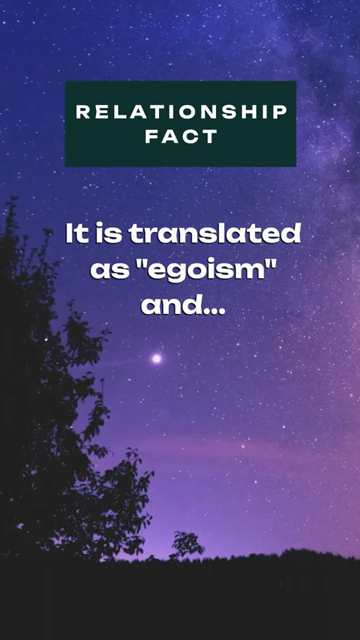 RELATIONSHIP
FACT
It is translated
as "egoism"
and...